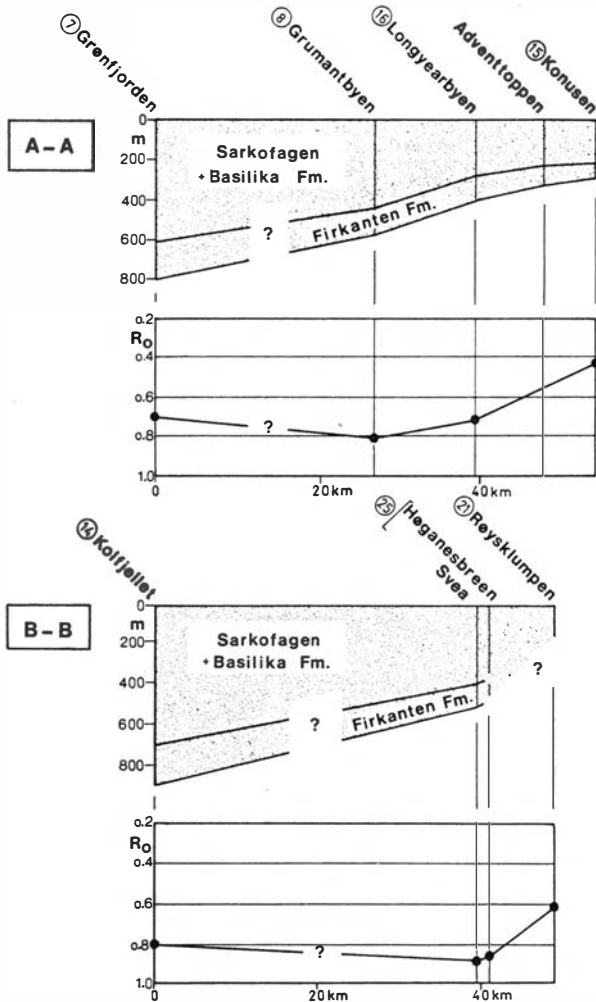 ⑦Grønfjorden
⑧Grumantbyen
⑯Longyearbyen
Adventtoppen
⑮Konusen
A–A
0
m
200
400
600
800
Sarkofagen
+Basilika Fm.
?
Firkanten Fm.
0.2
Ro
0.4
0.6
0.8
1.0
?
0
20km
40km
⑭Kolfjellet
㉕
Høganesbreen
Svea
㉑Røysklumpen
B–B
0
m
200
400
600
800
Sarkofagen
+Basilika Fm.
?
Firkanten Fm.
?
0.2
Ro
0.4
0.6
0.8
1.0
?
0
20km
40km